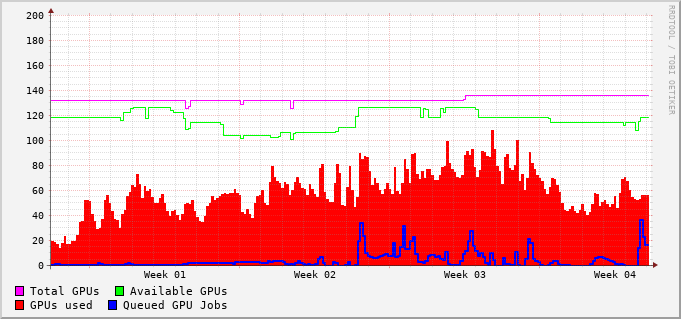 RRDTOOL / TOBI OETIKER
200
180
160
140
120
100
80
60
40
20
0
Week 01 Week 02 Week 03 Week 04
Total GPUs Available GPUs
GPUs used Queued GPU Jobs